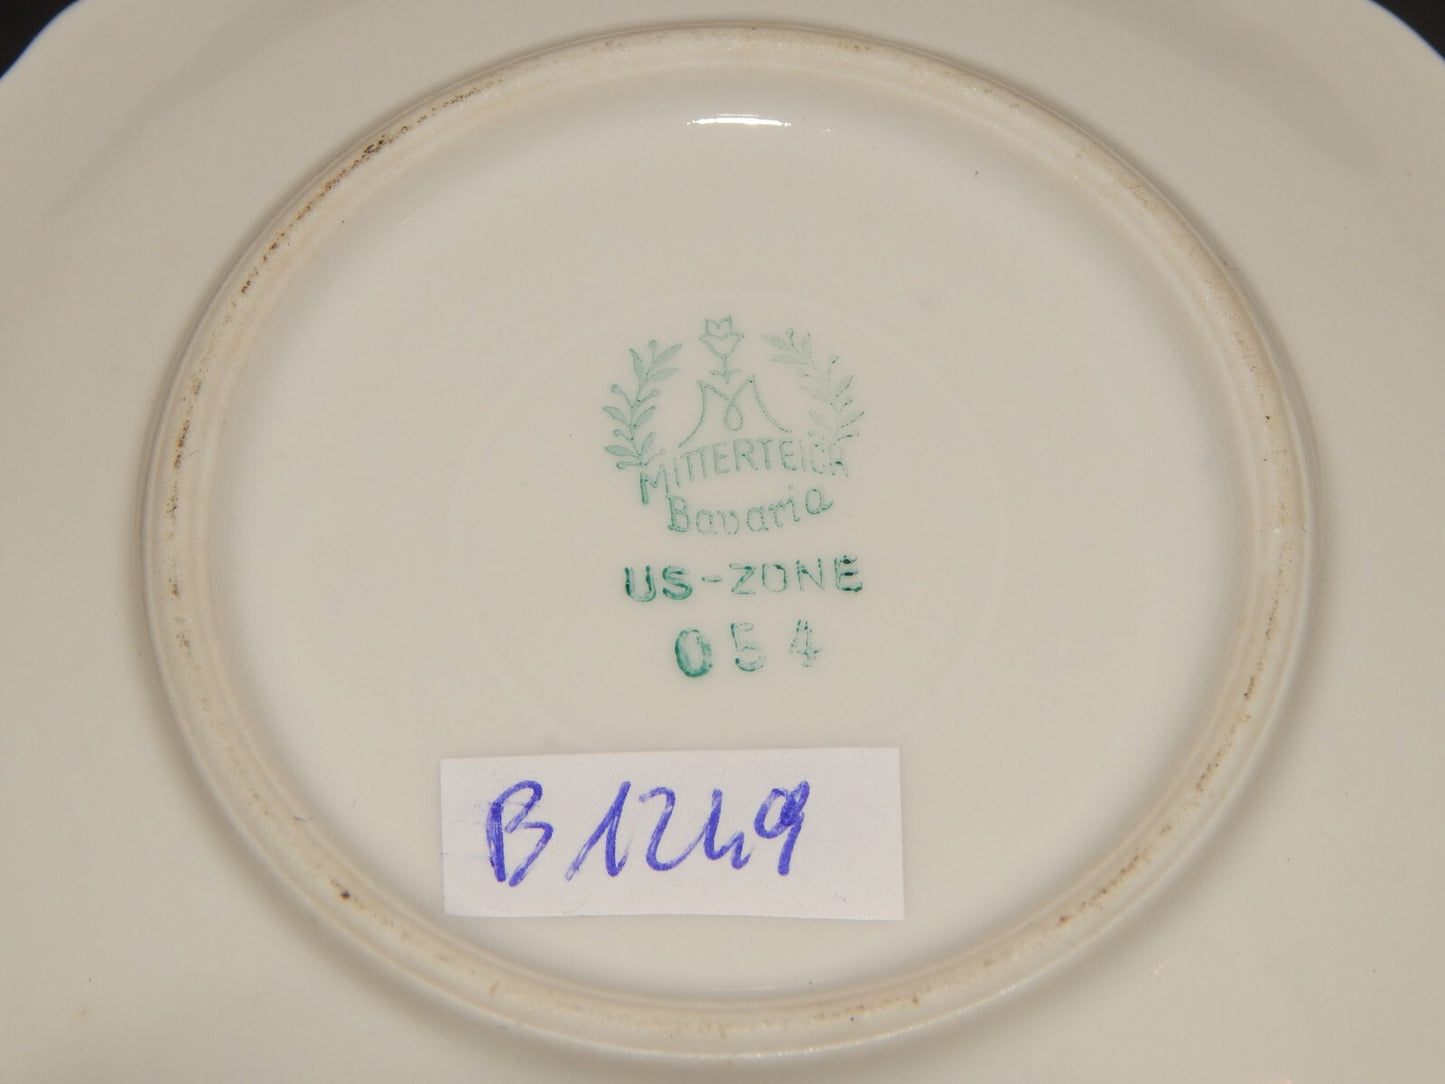 M
MITTERTEICH
Bavaria
US-ZONE
054
B1249